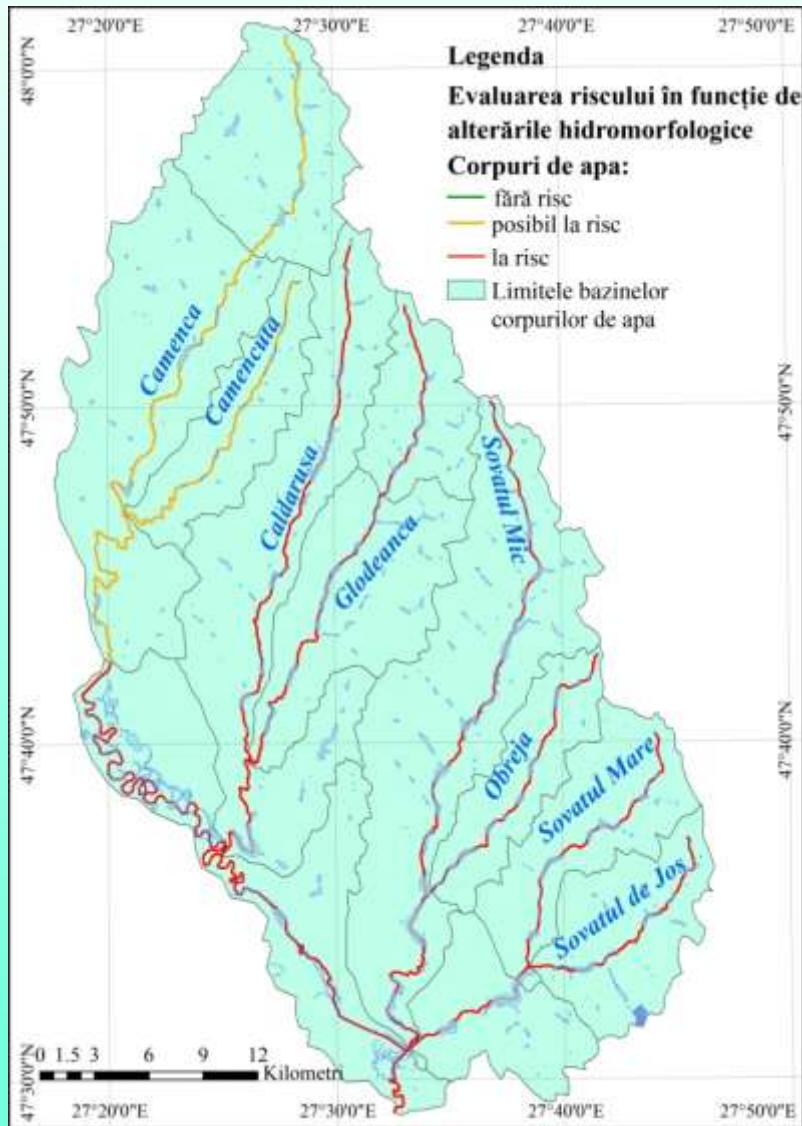 27°20'0"E 27°30'0"E 27°40'0"E 27°50'0"E
48°0'0"N
Legenda
Evaluarea riscului în funcție de
alterările hidromorfologice
Corpuri de apa:
fără risc
posibil la risc
la risc
Limitele bazinelor
corpurilor de apa
Camenca
Camencuta
47°50'0"N
47°50'0"N
Caldarusa
Glodeanca
Sovatul Mic
47°40'0"N
47°40'0"N
Obreja
Sovatul Mare
Sovatul de Jos
0 1.5 3 6 9 12
Kilometri
47°30'0"N
27°20'0"E 27°30'0"E 27°40'0"E 27°50'0"E